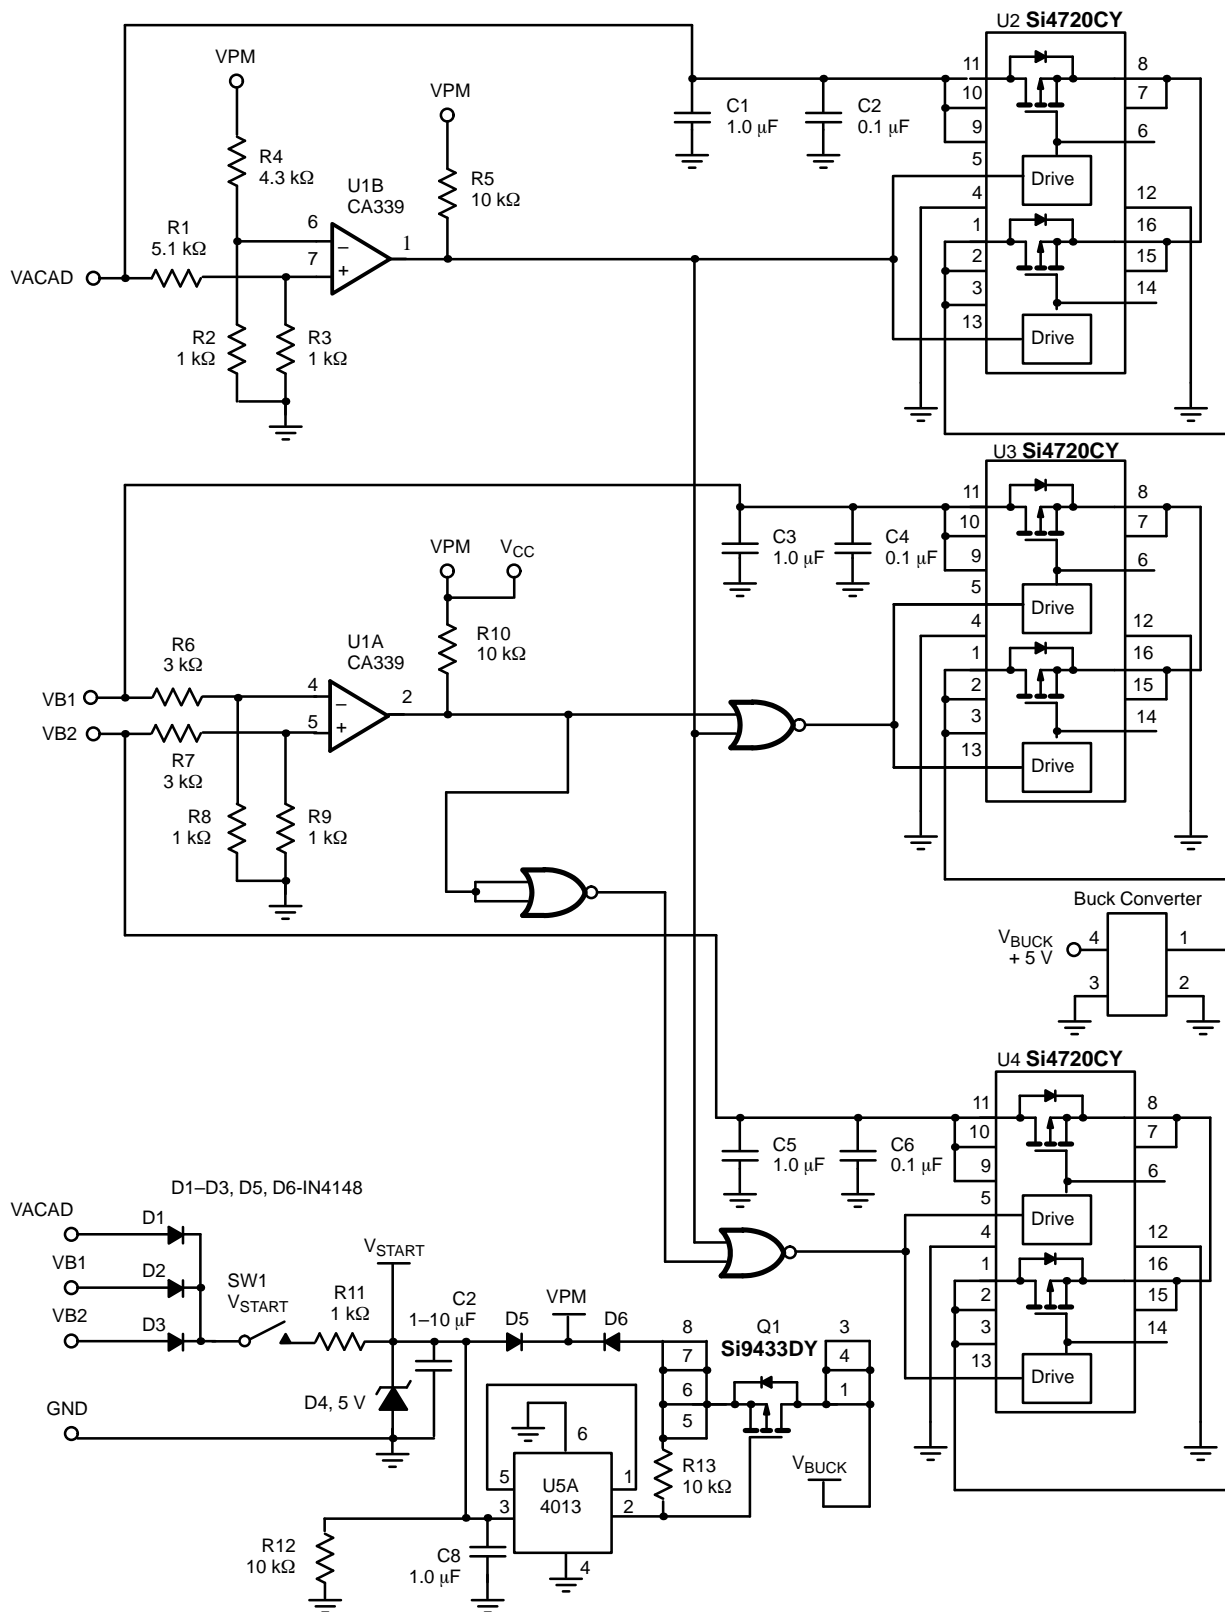 U2 Si4720CY
VPM
VPM
R4
4.3 kΩ
R5
10 kΩ
U1B
CA339
C1
1.0 µF
C2
0.1 µF
11
10
9
5
4
1
2
3
13
8
7
6
12
16
15
14
Drive
Drive
R1
5.1 kΩ
VACAD
6
7
−
+
1
R2
1 kΩ
R3
1 kΩ
U3 Si4720CY
VPM
VCC
C3
1.0 µF
C4
0.1 µF
11
10
9
5
4
1
2
3
13
8
7
6
12
16
15
14
Drive
Drive
R6
3 kΩ
U1A
CA339
R10
10 kΩ
VB1
VB2
4
5
−
+
2
R7
3 kΩ
R8
1 kΩ
R9
1 kΩ
Buck Converter
VBUCK
+ 5 V
4
3
1
2
U4 Si4720CY
C5
1.0 µF
C6
0.1 µF
11
10
9
5
4
1
2
3
13
8
7
6
12
16
15
14
Drive
Drive
D1–D3, D5, D6-IN4148
VACAD
D1
VB1
D2
VB2
D3
SW1
VSTART
R11
1 kΩ
VSTART
C2
1–10 µF
VPM
D5
D6
Q1
Si9433DY
8
7
6
5
3
4
1
D4, 5 V
GND
6
5
3
U5A
4013
1
2
4
R13
10 kΩ
VBUCK
R12
10 kΩ
C8
1.0 µF